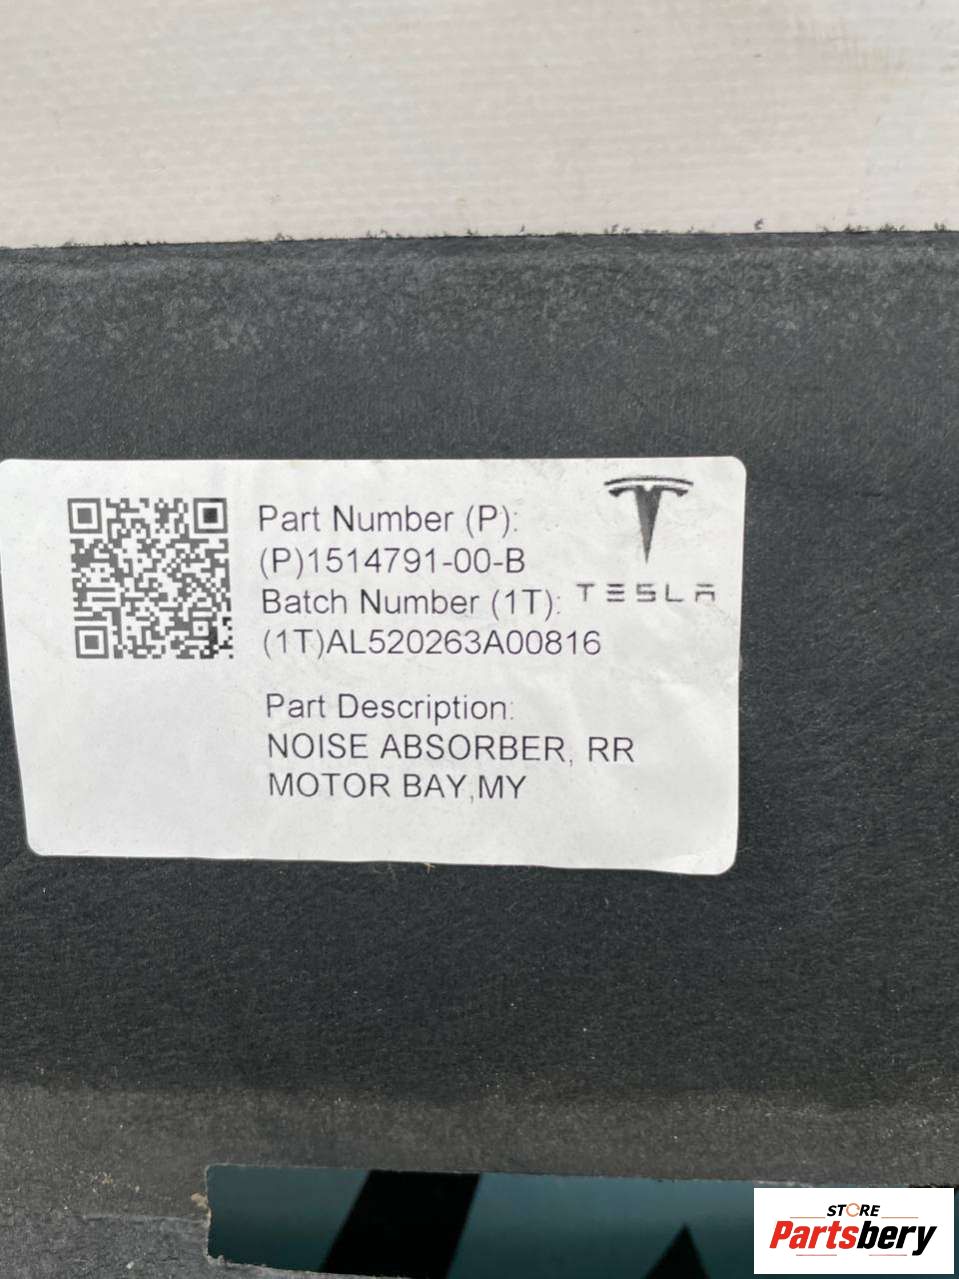 Part Number (P):
(P)1514791-00-B
Batch Number (1T):
(1T)AL520263A00816
TESLA
Part Description:
NOISE ABSORBER, RR
MOTOR BAY,MY
STORE
Partsbery